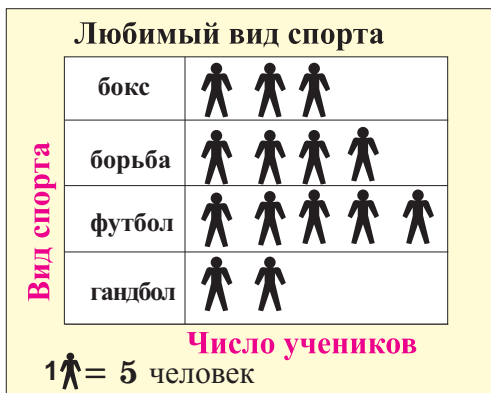 Любимый вид спорта
Вид спорта
бокс
борьба
футбол
гандбол
Число учеников
1 = 5 человек